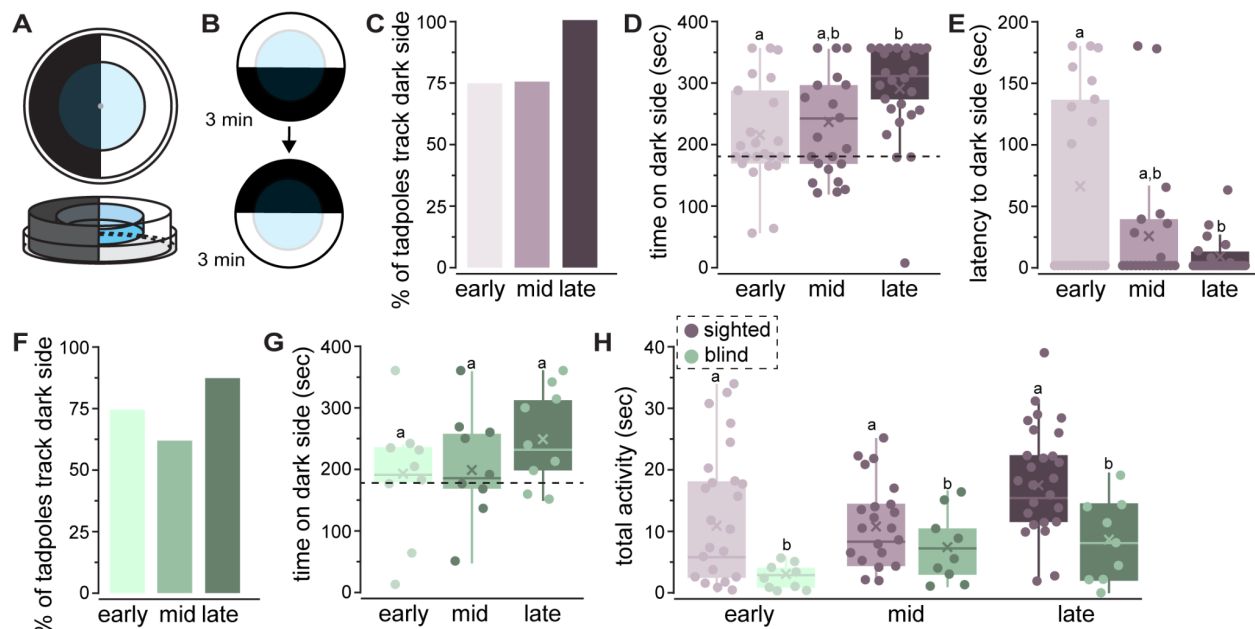 A
B
3 min
3 min
C
% of tadpoles track dark side
100
75
50
25
0
early mid late
D
time on dark side (sec)
400
300
200
100
0
a
a,b
b
early mid late
E
latency to dark side (sec)
200
150
100
50
0
a
a,b
b
early mid late
F
% of tadpoles track dark side
100
75
50
25
0
early mid late
G
time on dark side (sec)
400
300
200
100
0
a
a
a
early mid late
H
sighted
blind
total activity (sec)
40
30
20
10
0
a
b
a
b
a
b
early mid late